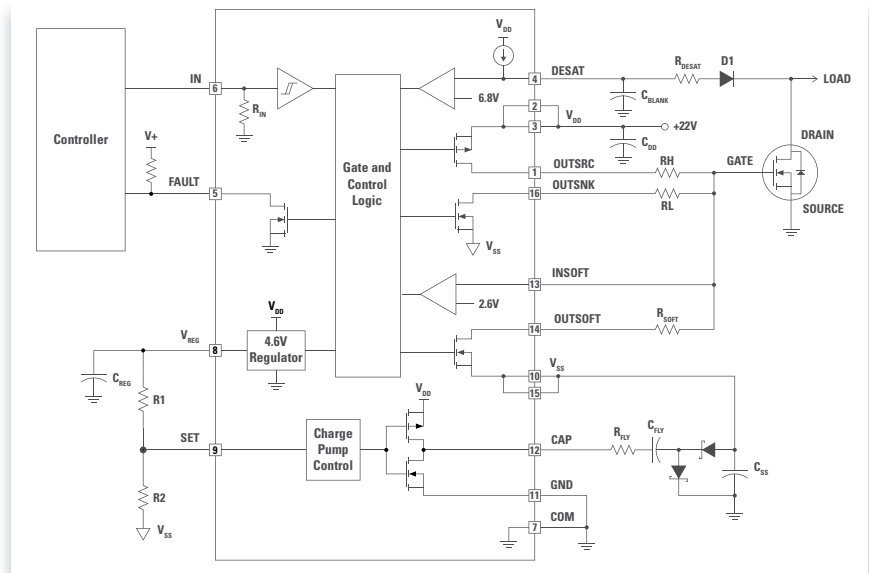 V_DD
DESAT
R_DESAT
D1
LOAD
IN
6
4
C_BLANK
6.8V
R_IN
2
V_DD
3
+22V
C_DD
DRAIN
Controller
V+
Gate and
Control
Logic
1
OUTSRC
RH
GATE
FAULT
5
16
OUTSNK
RL
SOURCE
V_SS
INSOFT
13
2.6V
V_DD
OUTSOFT
R_SOFT
14
V_REG
8
4.6V
Regulator
V_SS
10
15
C_REG
R1
V_DD
SET
9
Charge
Pump
Control
CAP
12
R_FLY
C_FLY
C_SS
R2
GND
11
COM
7
V_SS